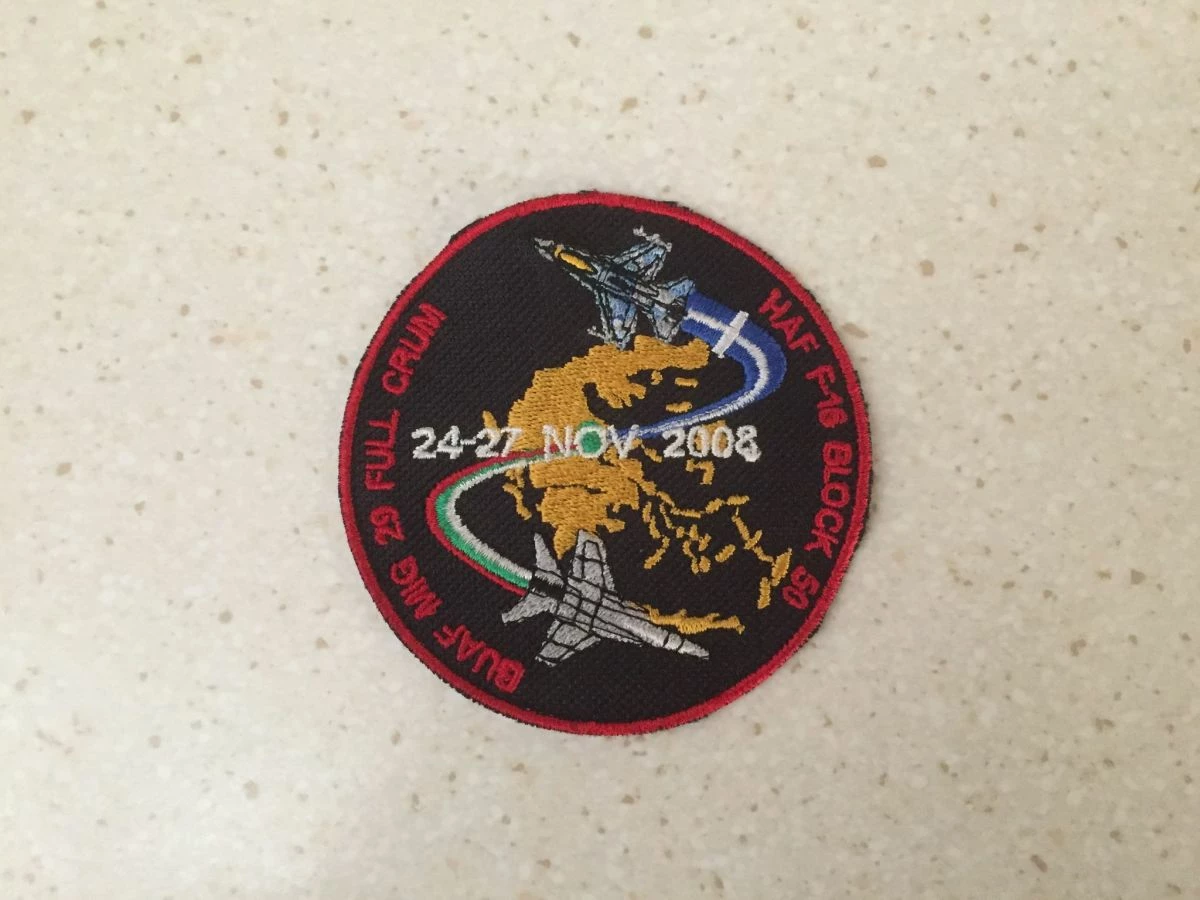 BUAF MIG 29 FULL CRUM
HAF F-16 BLOCK 50
24-27 NOV 2008